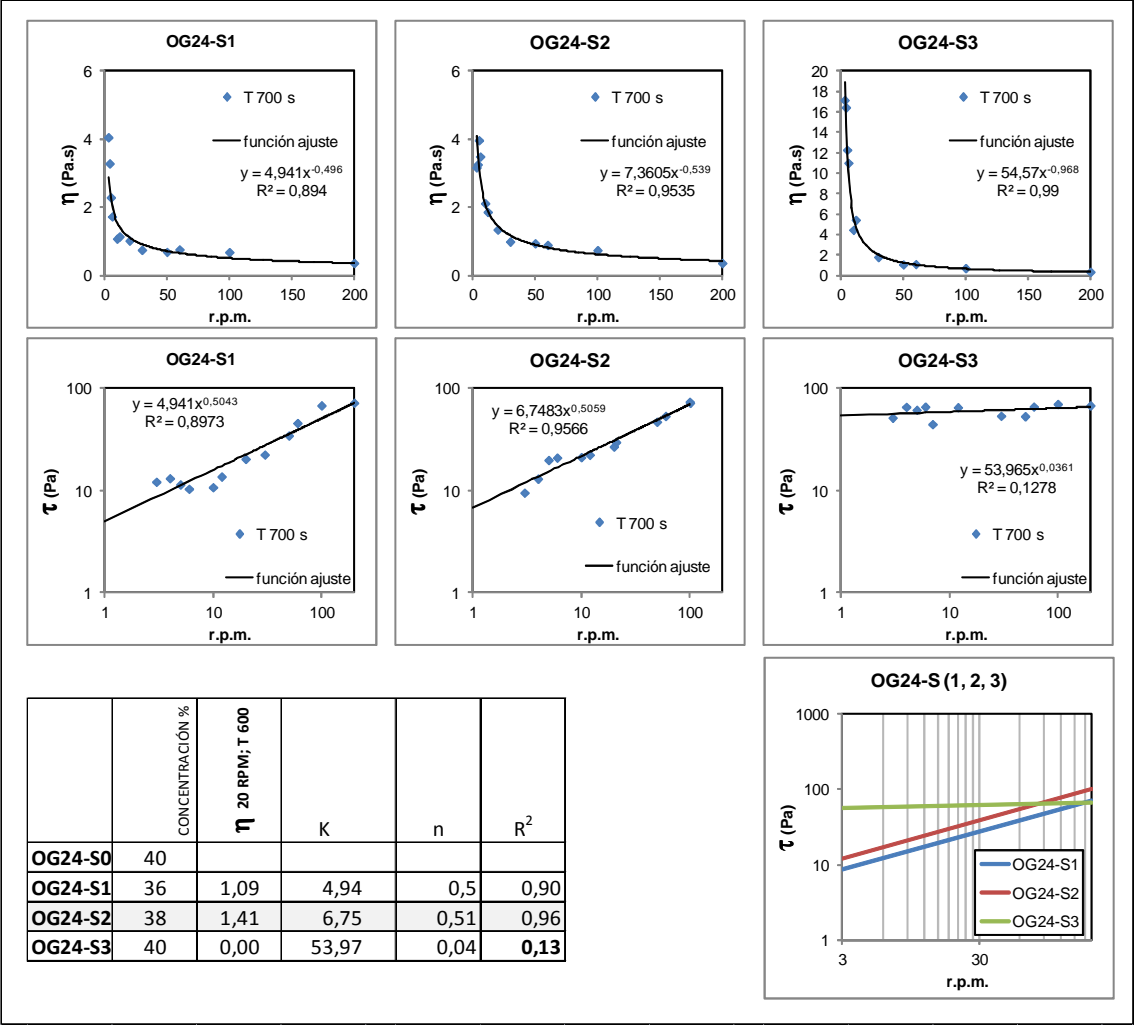 OG24-S1
6
4
2
0
η (Pa.s)
T 700 s
función ajuste
y = 4,941x^-0,496
R² = 0,894
0 50 100 150 200
r.p.m.
OG24-S2
6
4
2
0
η (Pa.s)
T 700 s
función ajuste
y = 7,3605x^-0,539
R² = 0,9535
0 50 100 150 200
r.p.m.
OG24-S3
20
18
16
14
12
10
8
6
4
2
0
η (Pa.s)
T 700 s
función ajuste
y = 54,57x^-0,968
R² = 0,99
0 50 100 150 200
r.p.m.
OG24-S1
100
10
1
τ (Pa)
y = 4,941x^0,5043
R² = 0,8973
T 700 s
función ajuste
1 10 100
r.p.m.
OG24-S2
100
10
1
τ (Pa)
y = 6,7483x^0,5059
R² = 0,9566
T 700 s
función ajuste
1 10 100
r.p.m.
OG24-S3
100
10
1
τ (Pa)
y = 53,965x^0,0361
R² = 0,1278
T 700 s
función ajuste
1 10 100
r.p.m.
CONCENTRACIÓN % η 20 RPM; T 600 K n R²
OG24-S0 40
OG24-S1 36 1,09 4,94 0,5 0,90
OG24-S2 38 1,41 6,75 0,51 0,96
OG24-S3 40 0,00 53,97 0,04 0,13
OG24-S (1, 2, 3)
1000
100
10
1
τ (Pa)
OG24-S1
OG24-S2
OG24-S3
3 30
r.p.m.